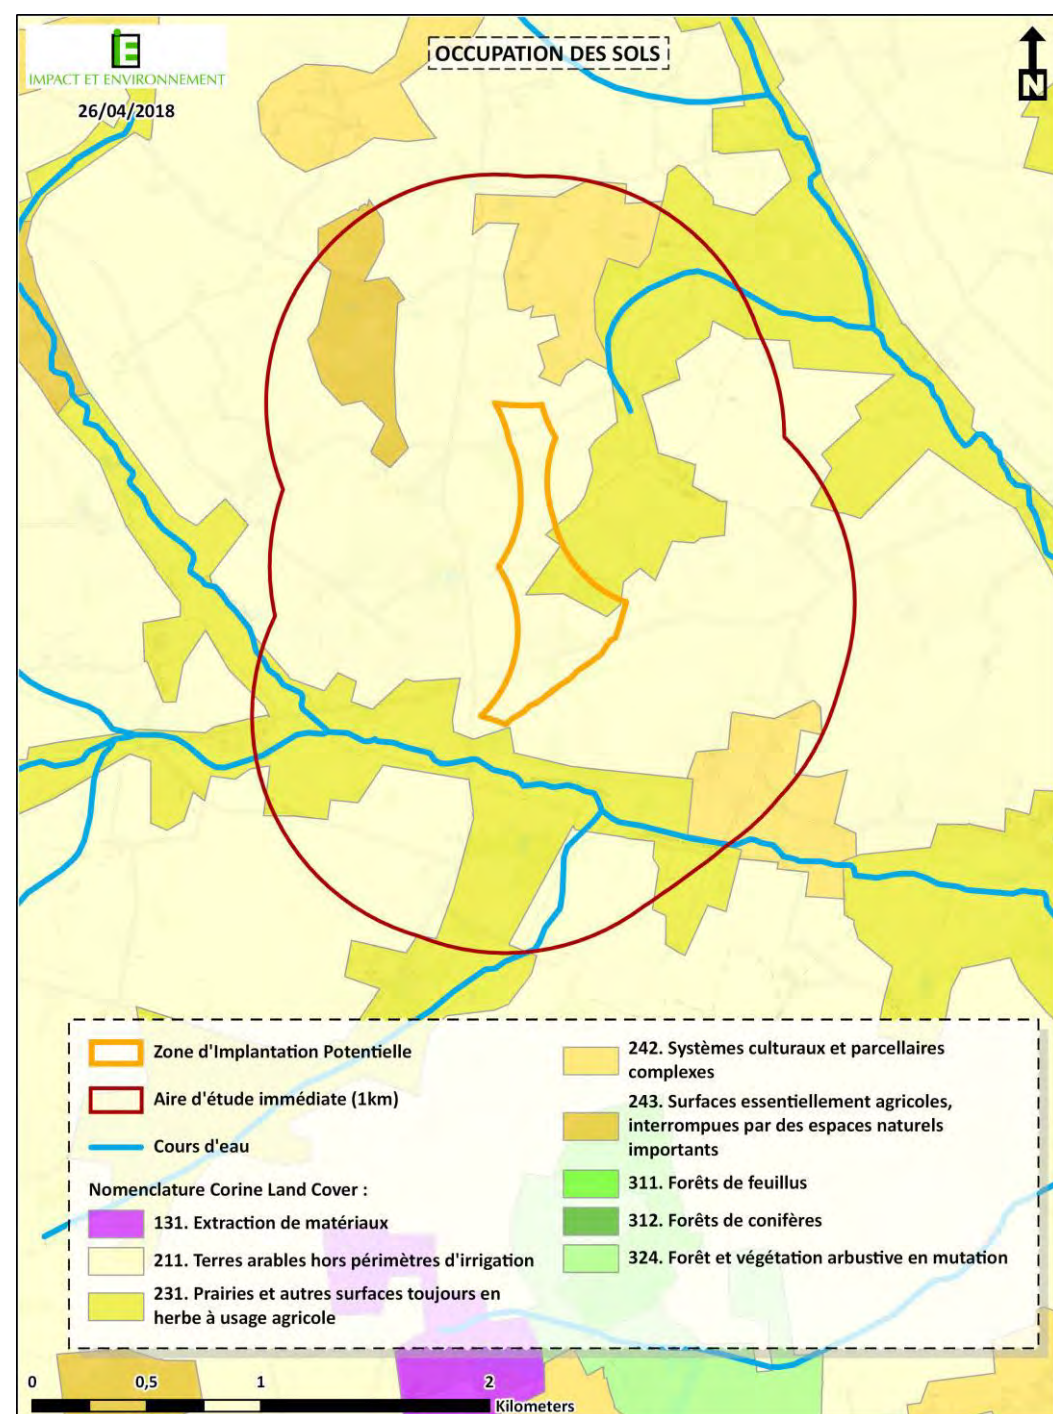 iE
IMPACT ET ENVIRONNEMENT
26/04/2018
OCCUPATION DES SOLS
N
Zone d'Implantation Potentielle
Aire d'étude immédiate (1km)
Cours d'eau
Nomenclature Corine Land Cover :
131. Extraction de matériaux
211. Terres arables hors périmètres d'irrigation
231. Prairies et autres surfaces toujours en
herbe à usage agricole
242. Systèmes culturaux et parcellaires
complexes
243. Surfaces essentiellement agricoles,
interrompues par des espaces naturels
importants
311. Forêts de feuillus
312. Forêts de conifères
324. Forêt et végétation arbustive en mutation
0 0,5 1 2
Kilometers